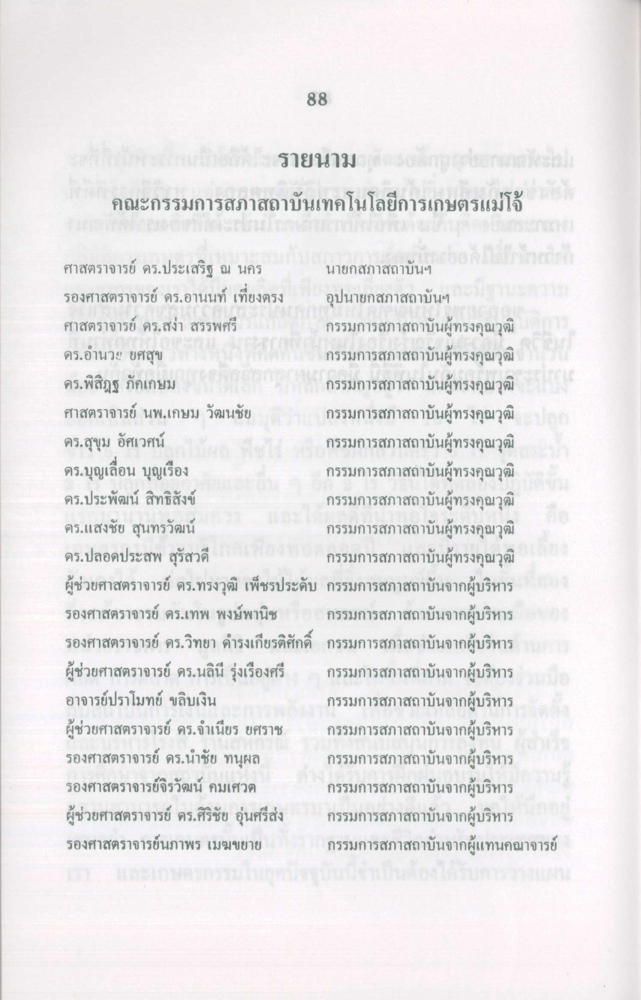 88
รายนาม
คณะกรรมการสภาสถาบันเทคโนโลยีการเกษตรแม่โจ้
ศาสตราจารย์ ดร.ประเสริฐ ณ นคร นายกสภาสถาบันฯ
รองศาสตราจารย์ ดร.อานนท์ เที่ยงตรง อุปนายกสภาสถาบันฯ
ศาสตราจารย์ ดร.สง่า สรรพศรี กรรมการสภาสถาบันผู้ทรงคุณวุฒิ
ดร.อำนวย ยศสุข กรรมการสภาสถาบันผู้ทรงคุณวุฒิ
ดร.พิสิฏฐ ภัคเกษม กรรมการสภาสถาบันผู้ทรงคุณวุฒิ
ศาสตราจารย์ นพ.เกษม วัฒนชัย กรรมการสภาสถาบันผู้ทรงคุณวุฒิ
ดร.สุขุม อัศเวศน์ กรรมการสภาสถาบันผู้ทรงคุณวุฒิ
ดร.บุญเลื่อน บุญเรือง กรรมการสภาสถาบันผู้ทรงคุณวุฒิ
ดร.ประพัฒน์ สิทธิสังข์ กรรมการสภาสถาบันผู้ทรงคุณวุฒิ
ดร.แสงชัย สุนทรวัฒน์ กรรมการสภาสถาบันผู้ทรงคุณวุฒิ
ดร.ปลอดประสพ สุรัสวดี กรรมการสภาสถาบันผู้ทรงคุณวุฒิ
ผู้ช่วยศาสตราจารย์ ดร.ทรงวุฒิ เพ็ชรประดับ กรรมการสภาสถาบันจากผู้บริหาร
รองศาสตราจารย์ ดร.เทพ พงษ์พานิช กรรมการสภาสถาบันจากผู้บริหาร
รองศาสตราจารย์ ดร.วิทยา ดำรงเกียรติศักดิ์ กรรมการสภาสถาบันจากผู้บริหาร
ผู้ช่วยศาสตราจารย์ ดร.นลินี รุ่งเรืองศรี กรรมการสภาสถาบันจากผู้บริหาร
อาจารย์ปราโมทย์ ขลิบเงิน กรรมการสภาสถาบันจากผู้บริหาร
ผู้ช่วยศาสตราจารย์ ดร.จำเนียร ยศราช กรรมการสภาสถาบันจากผู้บริหาร
รองศาสตราจารย์ ดร.นำชัย ทนุผล กรรมการสภาสถาบันจากผู้บริหาร
รองศาสตราจารย์จิรวัฒน์ คมเศวต กรรมการสภาสถาบันจากผู้บริหาร
ผู้ช่วยศาสตราจารย์ ดร.ศิริชัย อุ่นศรีส่ง กรรมการสภาสถาบันจากผู้บริหาร
รองศาสตราจารย์นภาพร เมฆขยาย กรรมการสภาสถาบันจากผู้แทนคณาจารย์